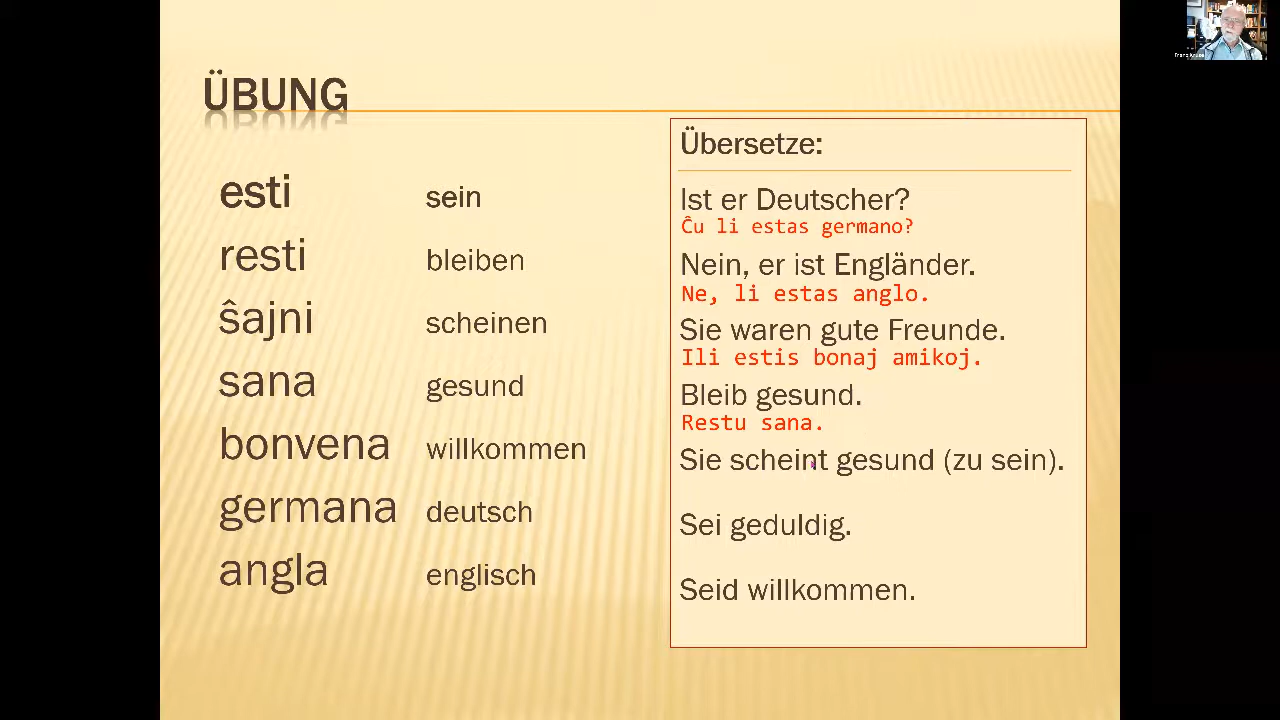 ÜBUNG
esti sein
resti bleiben
ŝajni scheinen
sana gesund
bonvena willkommen
germana deutsch
angla englisch
Übersetze:
Ist er Deutscher?
Ĉu li estas germano?
Nein, er ist Engländer.
Ne, li estas anglo.
Sie waren gute Freunde.
Ili estis bonaj amikoj.
Bleib gesund.
Restu sana.
Sie scheint gesund (zu sein).
Sei geduldig.
Seid willkommen.